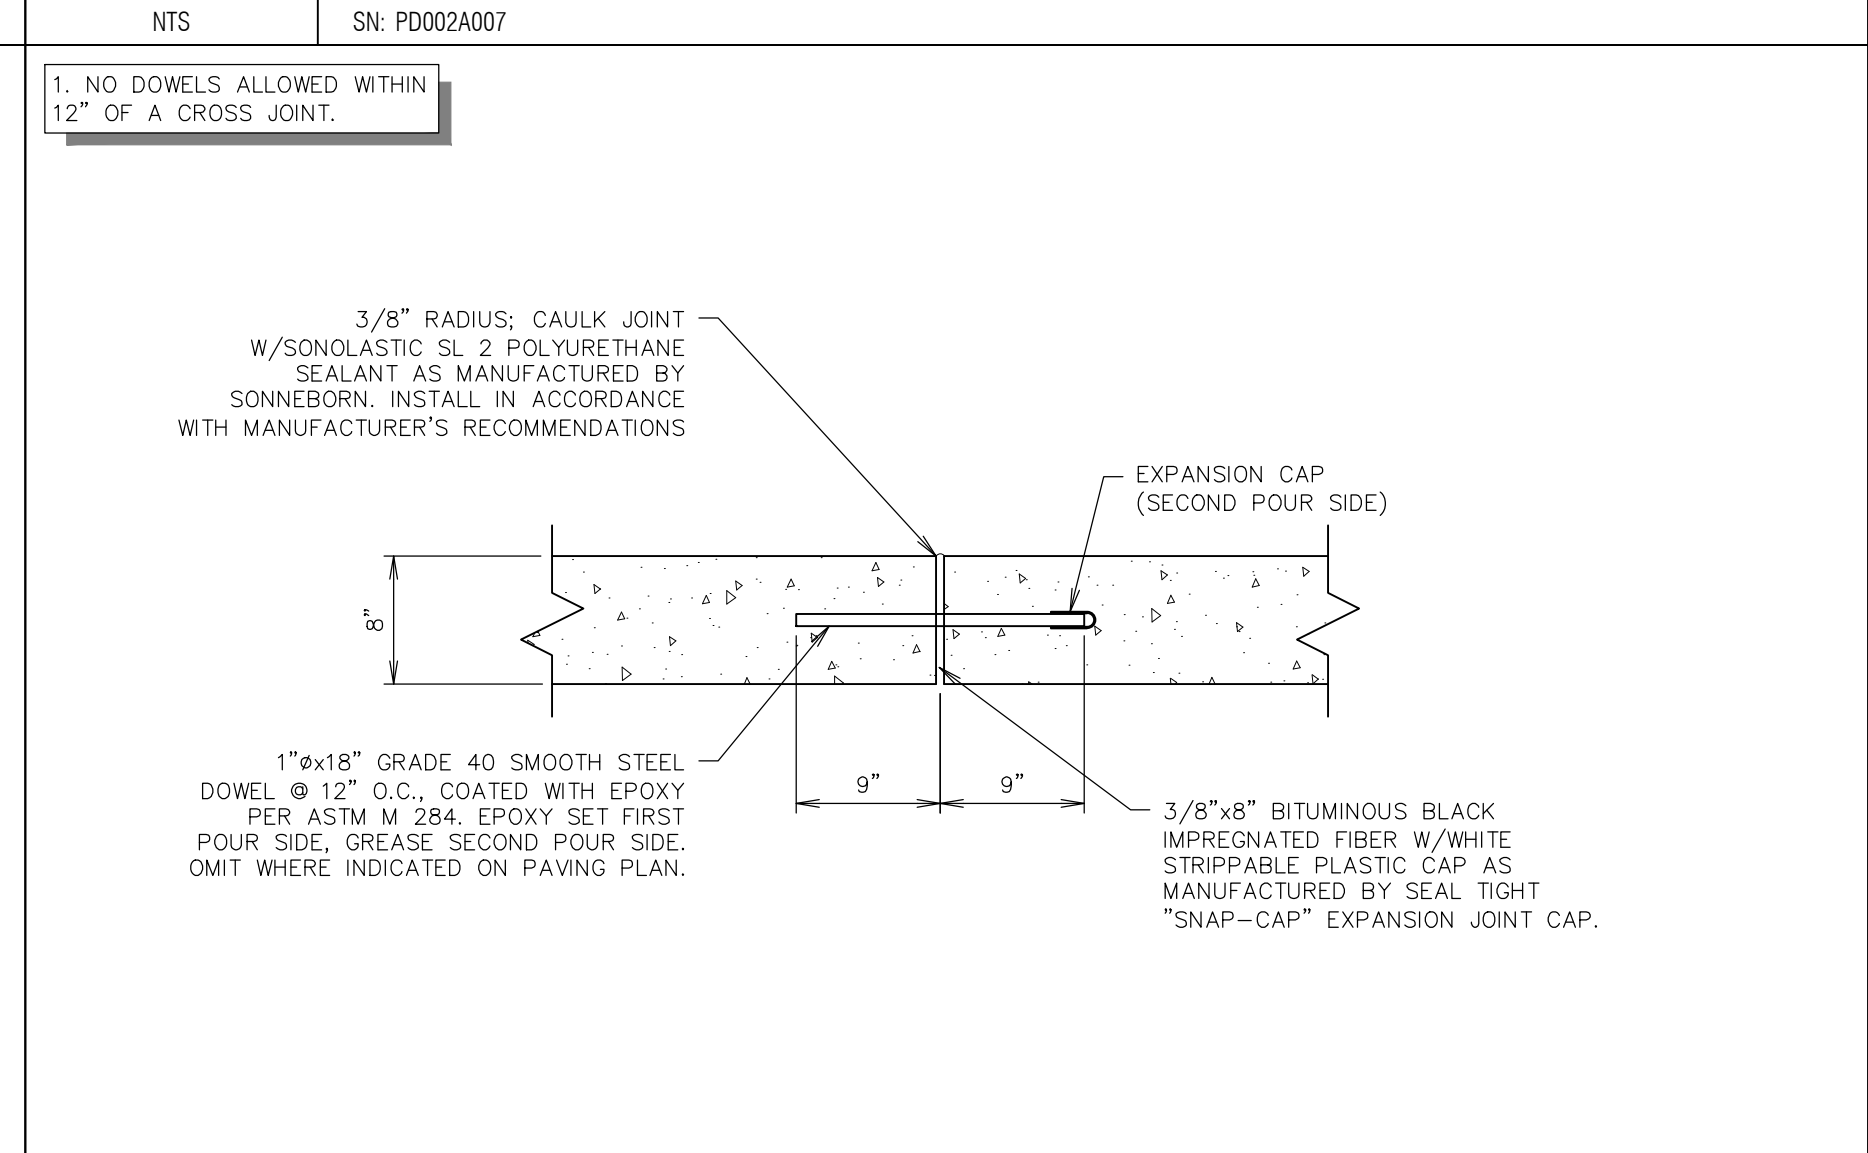 NTS
SN: PD002A007
1. NO DOWELS ALLOWED WITHIN
12” OF A CROSS JOINT.
3/8” RADIUS; CAULK JOINT
W/SONOLASTIC SL 2 POLYURETHANE
SEALANT AS MANUFACTURED BY
SONNEBORN. INSTALL IN ACCORDANCE
WITH MANUFACTURER’S RECOMMENDATIONS
EXPANSION CAP
(SECOND POUR SIDE)
8”
1”øx18” GRADE 40 SMOOTH STEEL
DOWEL @ 12” O.C., COATED WITH EPOXY
PER ASTM M 284. EPOXY SET FIRST
POUR SIDE, GREASE SECOND POUR SIDE.
OMIT WHERE INDICATED ON PAVING PLAN.
9”
9”
3/8”x8” BITUMINOUS BLACK
IMPREGNATED FIBER W/WHITE
STRIPPABLE PLASTIC CAP AS
MANUFACTURED BY SEAL TIGHT
”SNAP–CAP” EXPANSION JOINT CAP.